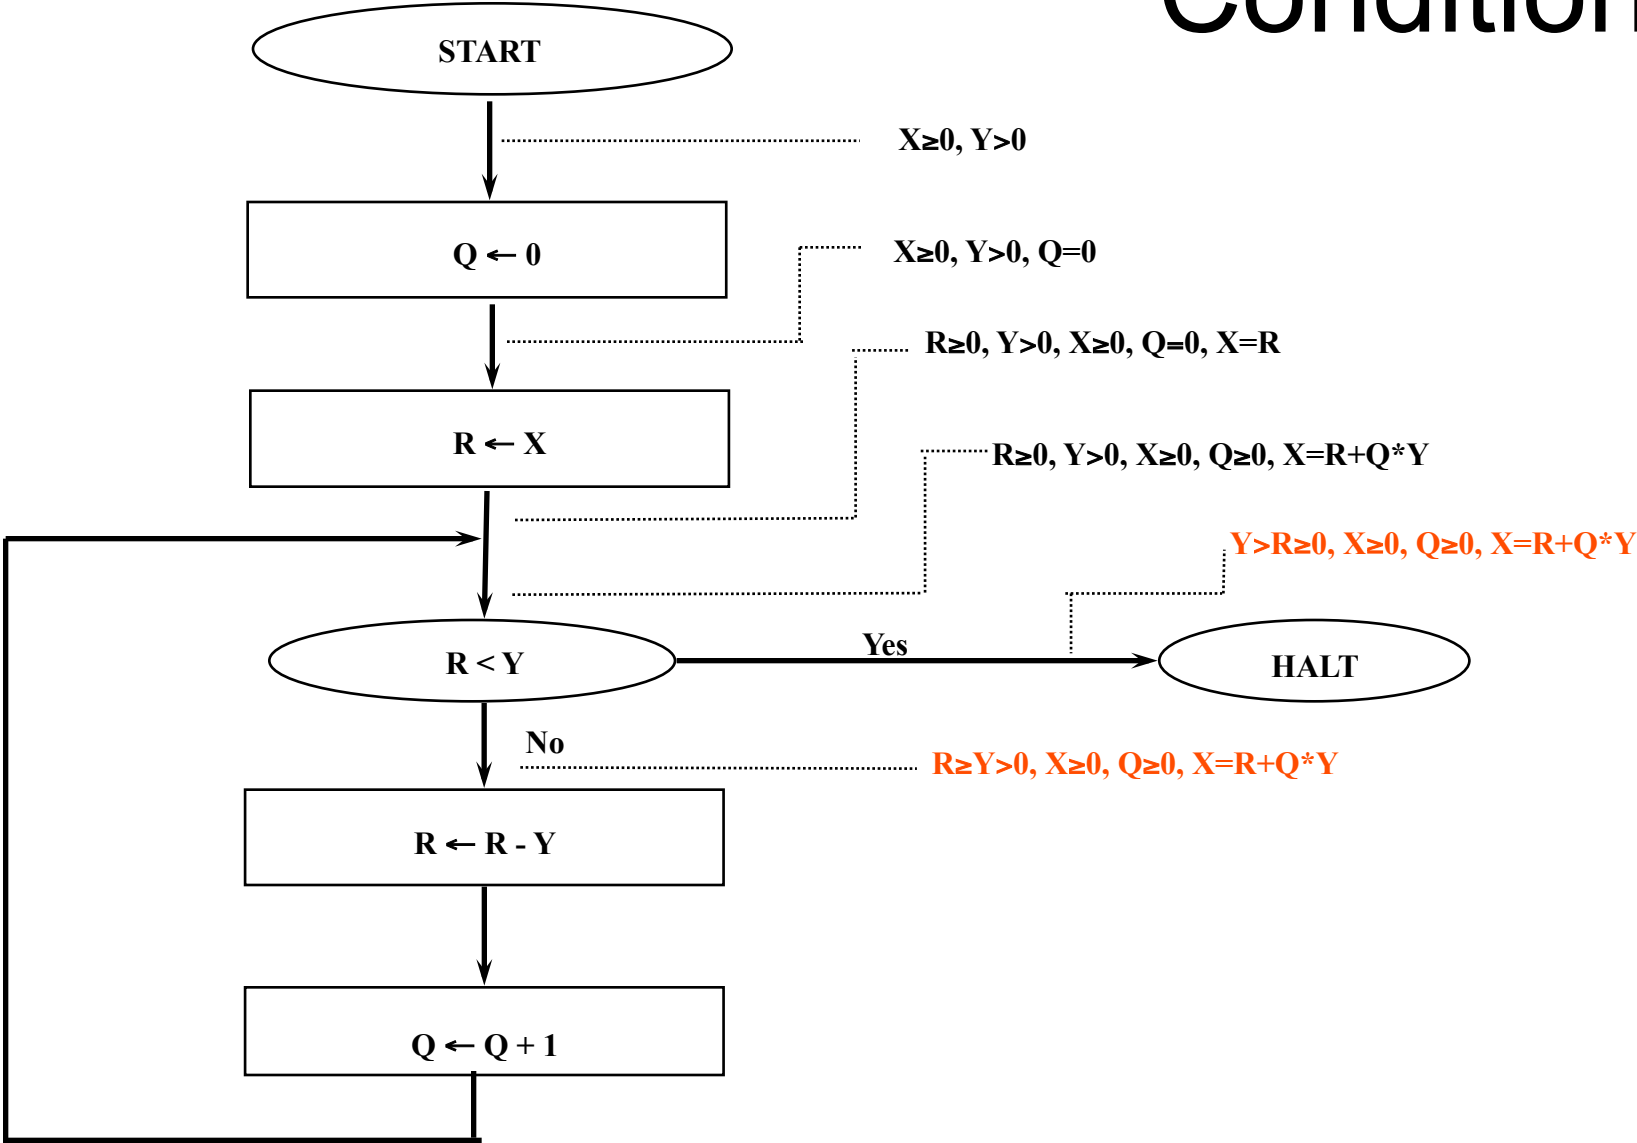 Condition
START
X≥0, Y>0
Q ← 0
X≥0, Y>0, Q=0
R≥0, Y>0, X≥0, Q=0, X=R
R ← X
R≥0, Y>0, X≥0, Q≥0, X=R+Q*Y
Y>R≥0, X≥0, Q≥0, X=R+Q*Y
R < Y
Yes
HALT
No
R≥Y>0, X≥0, Q≥0, X=R+Q*Y
R ← R - Y
Q ← Q + 1